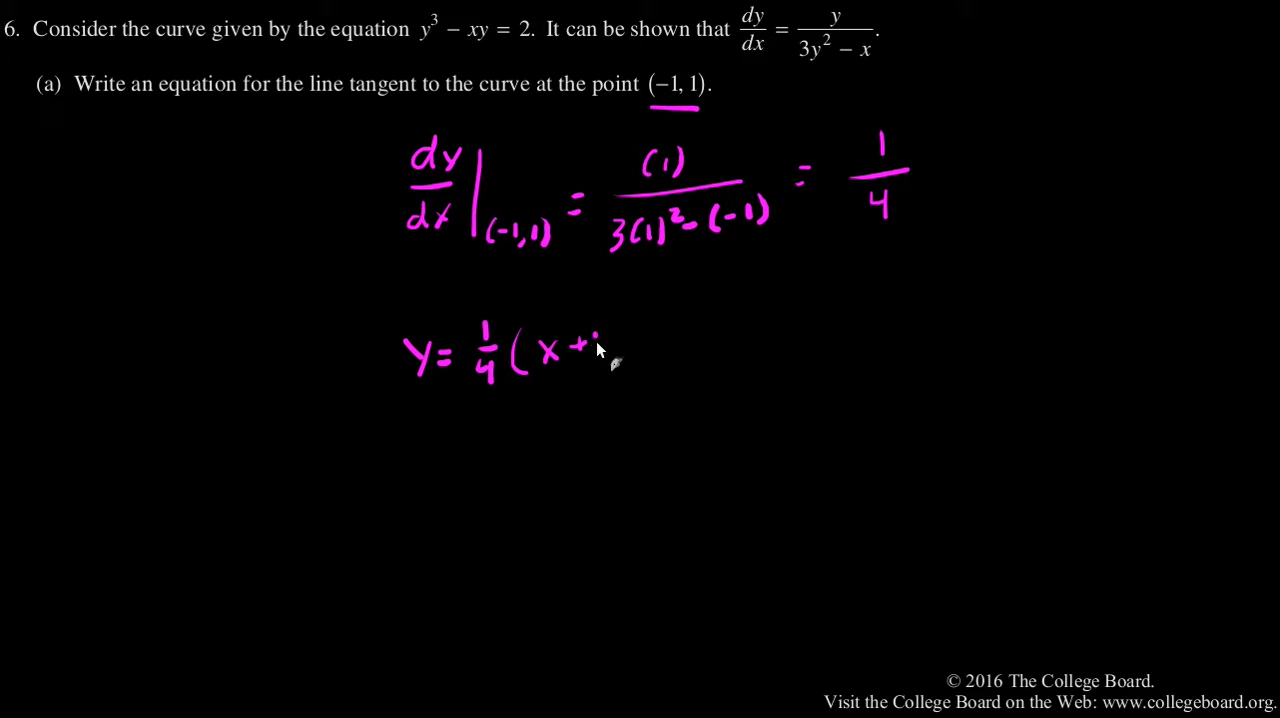 6. Consider the curve given by the equation y³ − xy = 2. It can be shown that dy/dx = y/(3y² − x).
(a) Write an equation for the line tangent to the curve at the point (−1, 1).
dy/dx |(-1,1) = (1)/(3(1)² - (-1)) = 1/4
y = 1/4 (x +
© 2016 The College Board.
Visit the College Board on the Web: www.collegeboard.org.